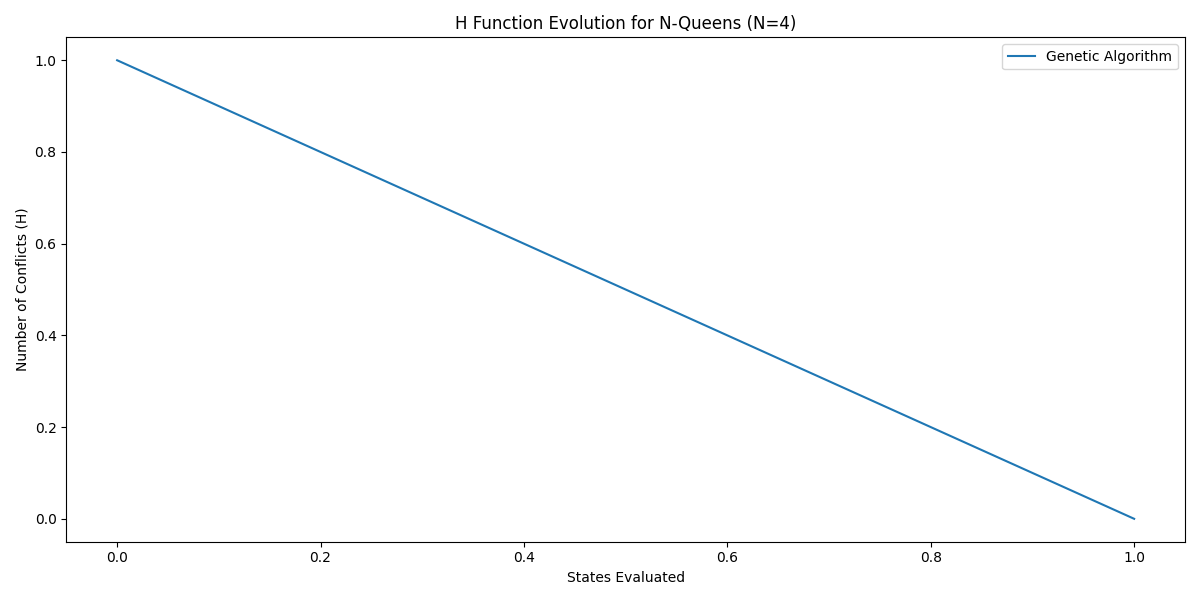 H Function Evolution for N-Queens (N=4)
Genetic Algorithm
Number of Conflicts (H)
1.0
0.8
0.6
0.4
0.2
0.0
0.0 0.2 0.4 0.6 0.8 1.0
States Evaluated